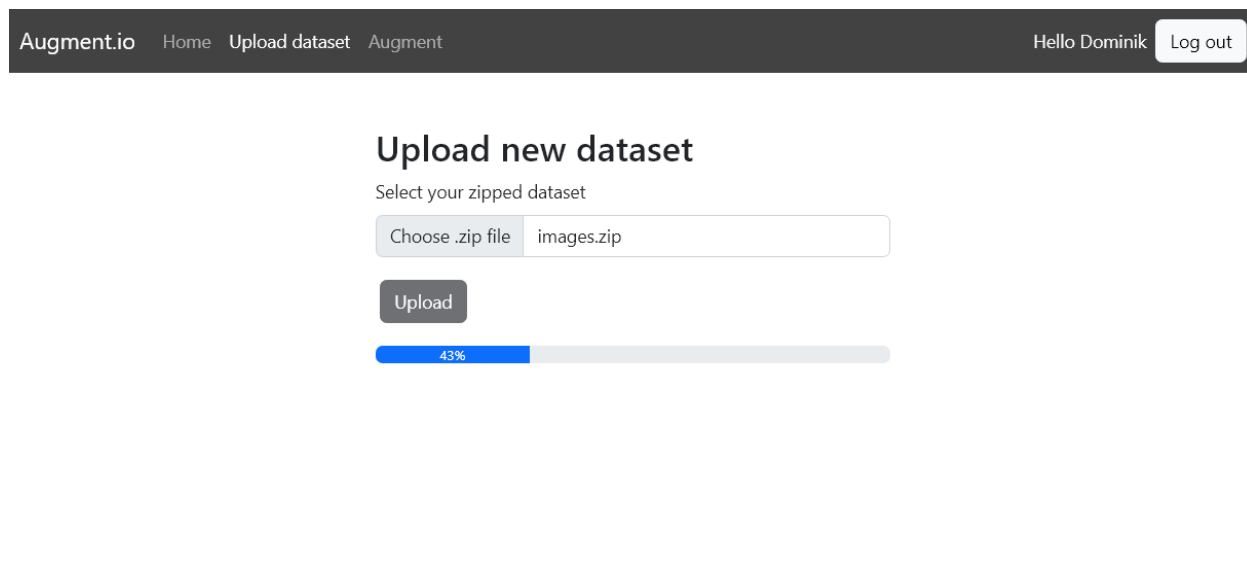 Augment.io Home Upload dataset Augment Hello Dominik Log out
Upload new dataset
Select your zipped dataset
Choose .zip file images.zip
Upload
43%